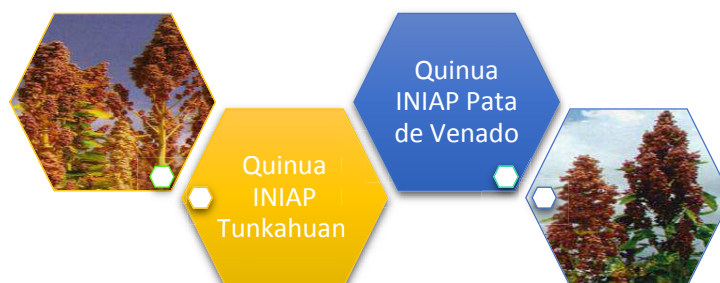 Quinua
INIAP
Tunkahuan
Quinua
INIAP Pata
de Venado